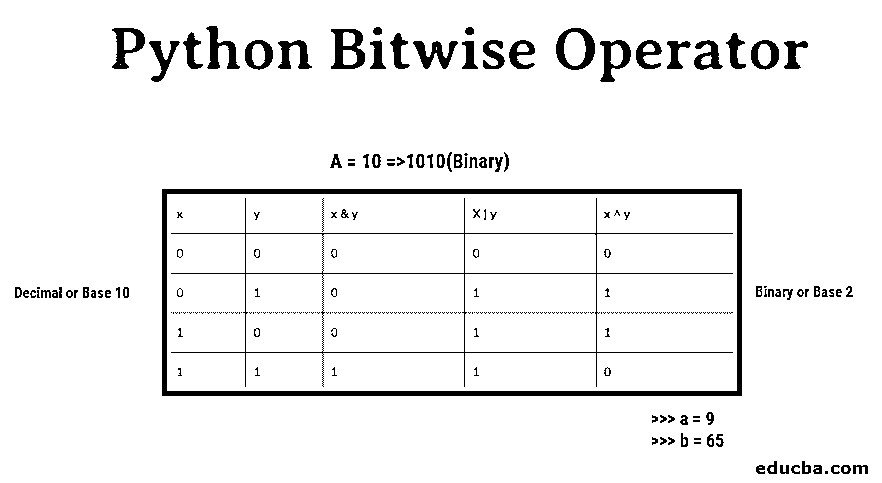 Python Bitwise Operator
A = 10 =>1010(Binary)
x y x & y X | y x ^ y
0 0 0 0 0
0 1 0 1 1
1 0 0 1 1
1 1 1 1 0
Decimal or Base 10
Binary or Base 2
>>> a = 9
>>> b = 65
educba.com